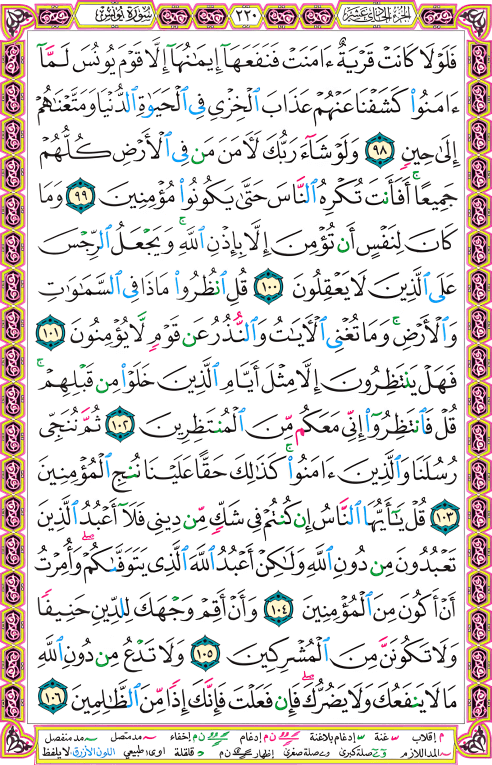 الجزء الحادي عشر ٢٢٠ سورة يونس
فَلَوْلَا كَانَتْ قَرْيَةٌ ءَامَنَتْ فَنَفَعَهَآ إِيمَٰنُهَآ إِلَّا قَوْمَ يُونُسَ لَمَّآ
ءَامَنُوا۟ كَشَفْنَا عَنْهُمْ عَذَابَ ٱلْخِزْىِ فِى ٱلْحَيَوٰةِ ٱلدُّنْيَا وَمَتَّعْنَٰهُمْ
إِلَىٰ حِينٍ ٩٨ وَلَوْ شَآءَ رَبُّكَ لَءَامَنَ مَن فِى ٱلْأَرْضِ كُلُّهُمْ
جَمِيعًا ۚ أَفَأَنتَ تُكْرِهُ ٱلنَّاسَ حَتَّىٰ يَكُونُوا۟ مُؤْمِنِينَ ٩٩ وَمَا
كَانَ لِنَفْسٍ أَن تُؤْمِنَ إِلَّا بِإِذْنِ ٱللَّهِ ۚ وَيَجْعَلُ ٱلرِّجْسَ
عَلَى ٱلَّذِينَ لَا يَعْقِلُونَ ١٠٠ قُلِ ٱنظُرُوا۟ مَاذَا فِى ٱلسَّمَٰوَٰتِ
وَٱلْأَرْضِ ۚ وَمَا تُغْنِى ٱلْءَايَٰتُ وَٱلنُّذُرُ عَن قَوْمٍ لَّا يُؤْمِنُونَ ١٠١
فَهَلْ يَنتَظِرُونَ إِلَّا مِثْلَ أَيَّامِ ٱلَّذِينَ خَلَوْا۟ مِن قَبْلِهِمْ ۚ
قُلْ فَٱنتَظِرُوٓا۟ إِنِّى مَعَكُم مِّنَ ٱلْمُنتَظِرِينَ ١٠٢ ثُمَّ نُنَجِّى
رُسُلَنَا وَٱلَّذِينَ ءَامَنُوا۟ ۚ كَذَٰلِكَ حَقًّا عَلَيْنَا نُنجِ ٱلْمُؤْمِنِينَ
١٠٣ قُلْ يَٰٓأَيُّهَا ٱلنَّاسُ إِن كُنتُمْ فِى شَكٍّ مِّن دِينِى فَلَآ أَعْبُدُ ٱلَّذِينَ
تَعْبُدُونَ مِن دُونِ ٱللَّهِ وَلَٰكِنْ أَعْبُدُ ٱللَّهَ ٱلَّذِى يَتَوَفَّىٰكُمْ ۖ وَأُمِرْتُ
أَنْ أَكُونَ مِنَ ٱلْمُؤْمِنِينَ ١٠٤ وَأَنْ أَقِمْ وَجْهَكَ لِلدِّينِ حَنِيفًا
وَلَا تَكُونَنَّ مِنَ ٱلْمُشْرِكِينَ ١٠٥ وَلَا تَدْعُ مِن دُونِ ٱللَّهِ
مَا لَا يَنفَعُكَ وَلَا يَضُرُّكَ ۖ فَإِن فَعَلْتَ فَإِنَّكَ إِذًا مِّنَ ٱلظَّٰلِمِينَ ١٠٦
م إقلاب غنة إدغام بلاغنة ن م إدغام ن م إخفاء مد متصل مد منفصل
المد اللازم وے صلة كبرى وے صلة صغرى إظهار ن م قلقلة اوى: طبيعي اللون الأزرق: لا يلفظ